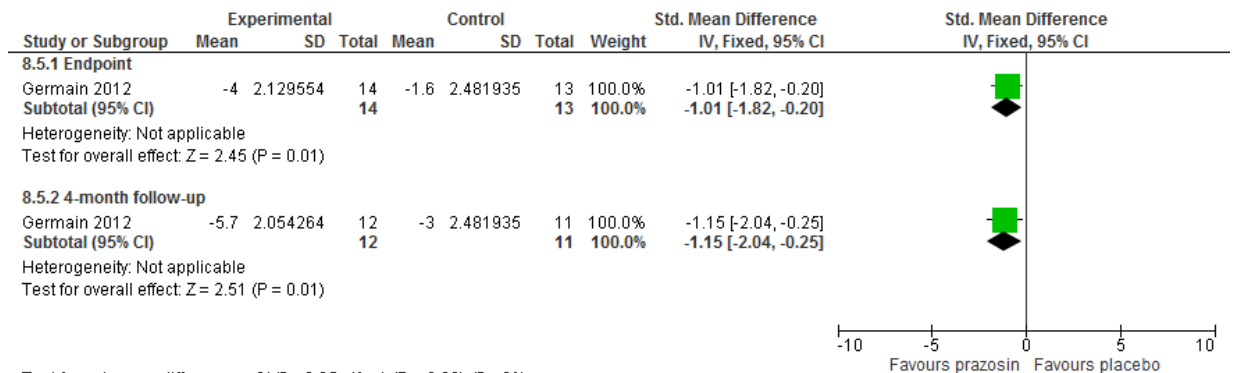 Experimental Control Std. Mean Difference Std. Mean Difference
Study or Subgroup Mean SD Total Mean SD Total Weight IV, Fixed, 95% CI IV, Fixed, 95% CI
8.5.1 Endpoint
Germain 2012 -4 2.129554 14 -1.6 2.481935 13 100.0% -1.01 [-1.82, -0.20]
Subtotal (95% CI) 14 13 100.0% -1.01 [-1.82, -0.20]
Heterogeneity: Not applicable
Test for overall effect: Z = 2.45 (P = 0.01)
8.5.2 4-month follow-up
Germain 2012 -5.7 2.054264 12 -3 2.481935 11 100.0% -1.15 [-2.04, -0.25]
Subtotal (95% CI) 12 11 100.0% -1.15 [-2.04, -0.25]
Heterogeneity: Not applicable
Test for overall effect: Z = 2.51 (P = 0.01)
-10 -5 0 5 10
Favours prazosin Favours placebo